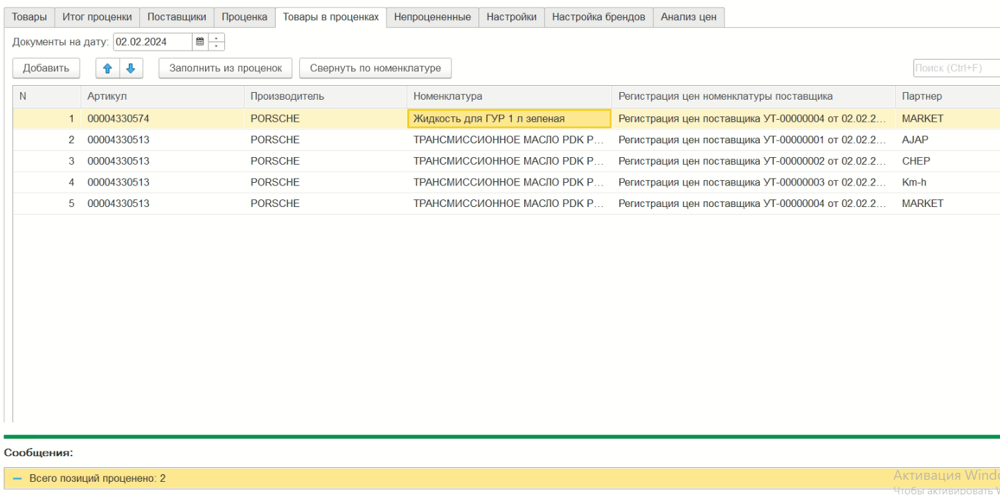 Товары Итог проценки Поставщики Проценка Товары в проценках Непроцененные Настройки Настройка брендов Анализ цен
Документы на дату: 02.02.2024
Добавить Заполнить из проценок Свернуть по номенклатуре Поиск (Ctrl+F)
N Артикул Производитель Номенклатура Регистрация цен номенклатуры поставщика Партнер
1 00004330574 PORSCHE Жидкость для ГУР 1 л зеленая Регистрация цен поставщика УТ-00000004 от 02.02.2... MARKET
2 00004330513 PORSCHE ТРАНСМИССИОННОЕ МАСЛО PDK P... Регистрация цен поставщика УТ-00000001 от 02.02.2... AJAP
3 00004330513 PORSCHE ТРАНСМИССИОННОЕ МАСЛО PDK P... Регистрация цен поставщика УТ-00000002 от 02.02.2... CHEP
4 00004330513 PORSCHE ТРАНСМИССИОННОЕ МАСЛО PDK P... Регистрация цен поставщика УТ-00000003 от 02.02.2... Km-h
5 00004330513 PORSCHE ТРАНСМИССИОННОЕ МАСЛО PDK P... Регистрация цен поставщика УТ-00000004 от 02.02.2... MARKET
Сообщения:
Всего позиций проценено: 2
Активация Windo
Чтобы активировать W